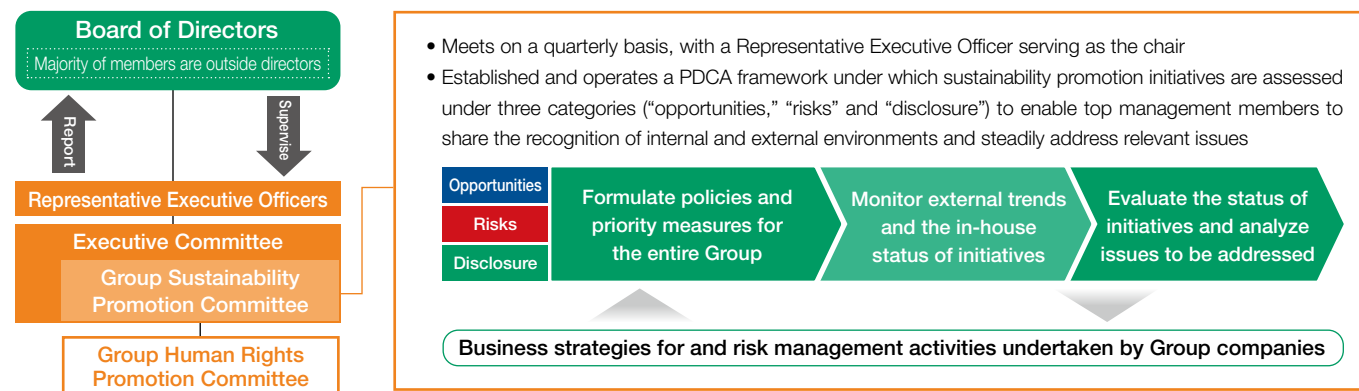 Board of Directors
Majority of members are outside directors
Report
Supervise
Representative Executive Officers
Executive Committee
Group Sustainability
Promotion Committee
Group Human Rights
Promotion Committee
• Meets on a quarterly basis, with a Representative Executive Officer serving as the chair
• Established and operates a PDCA framework under which sustainability promotion initiatives are assessed
under three categories (“opportunities,” “risks” and “disclosure”) to enable top management members to
share the recognition of internal and external environments and steadily address relevant issues
Opportunities
Risks
Disclosure
Formulate policies and
priority measures for
the entire Group
Monitor external trends
and the in-house
status of initiatives
Evaluate the status of
initiatives and analyze
issues to be addressed
Business strategies for and risk management activities undertaken by Group companies